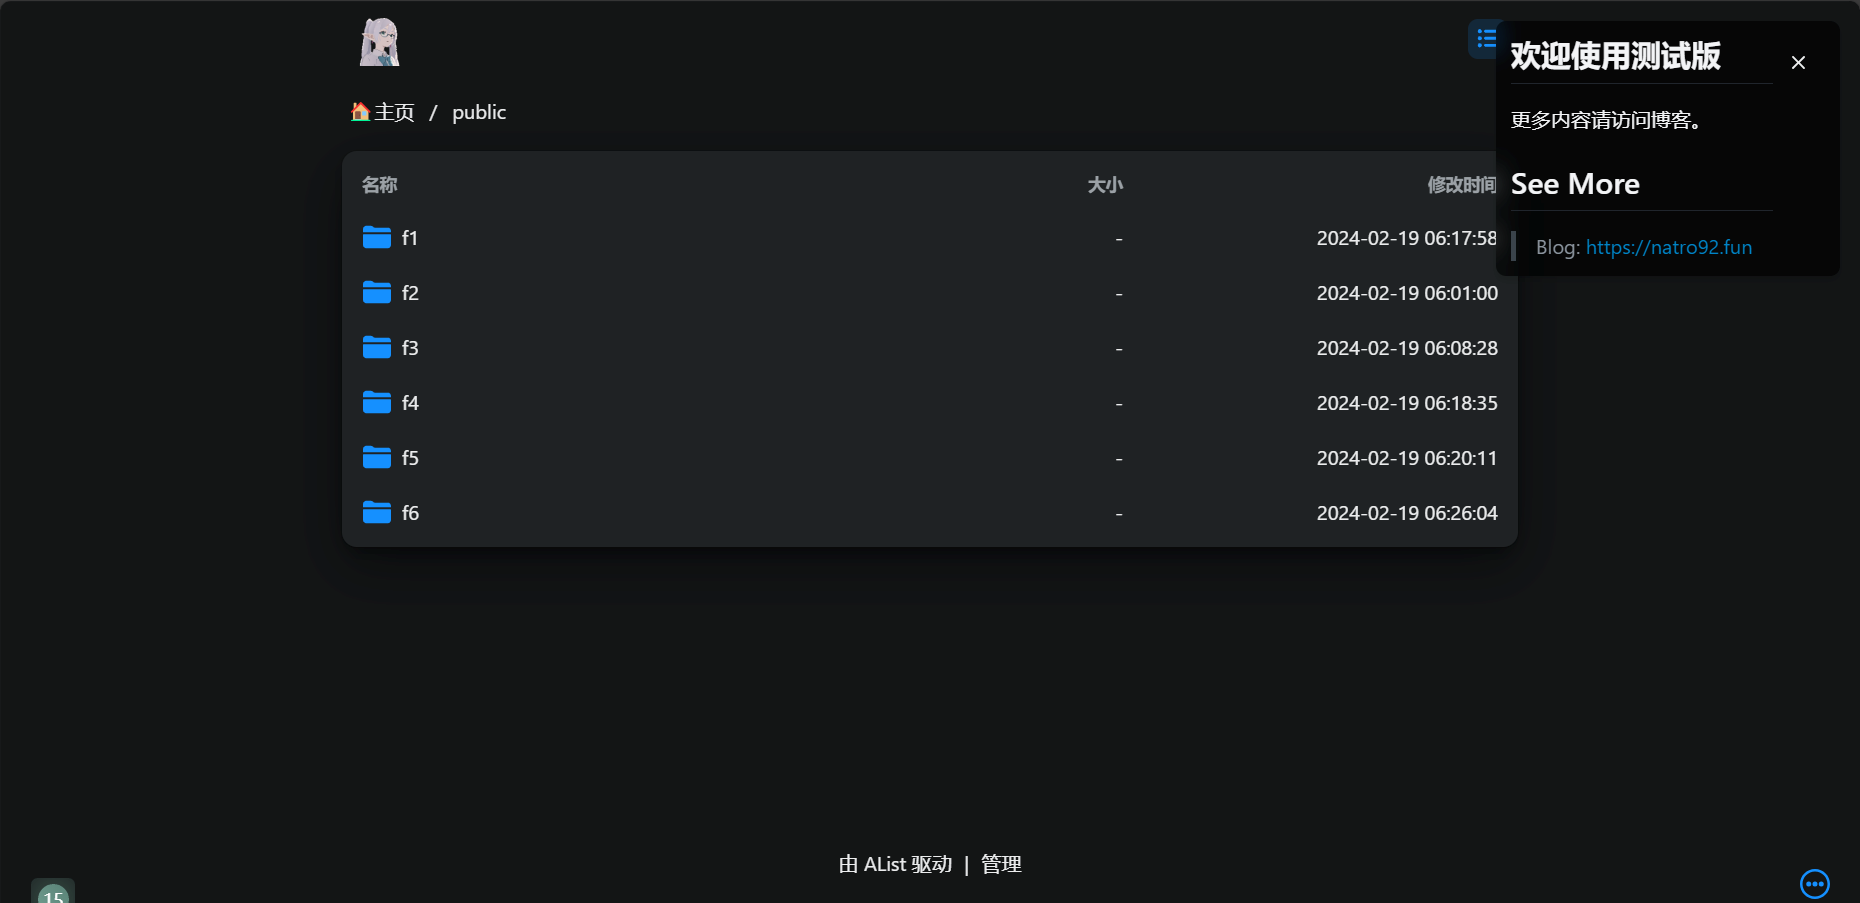 欢迎使用测试版
更多内容请访问博客。
See More
Blog: https://natro92.fun
主页 / public
名称 大小 修改时间
f1 - 2024-02-19 06:17:58
f2 - 2024-02-19 06:01:00
f3 - 2024-02-19 06:08:28
f4 - 2024-02-19 06:18:35
f5 - 2024-02-19 06:20:11
f6 - 2024-02-19 06:26:04
由 AList 驱动 | 管理
15